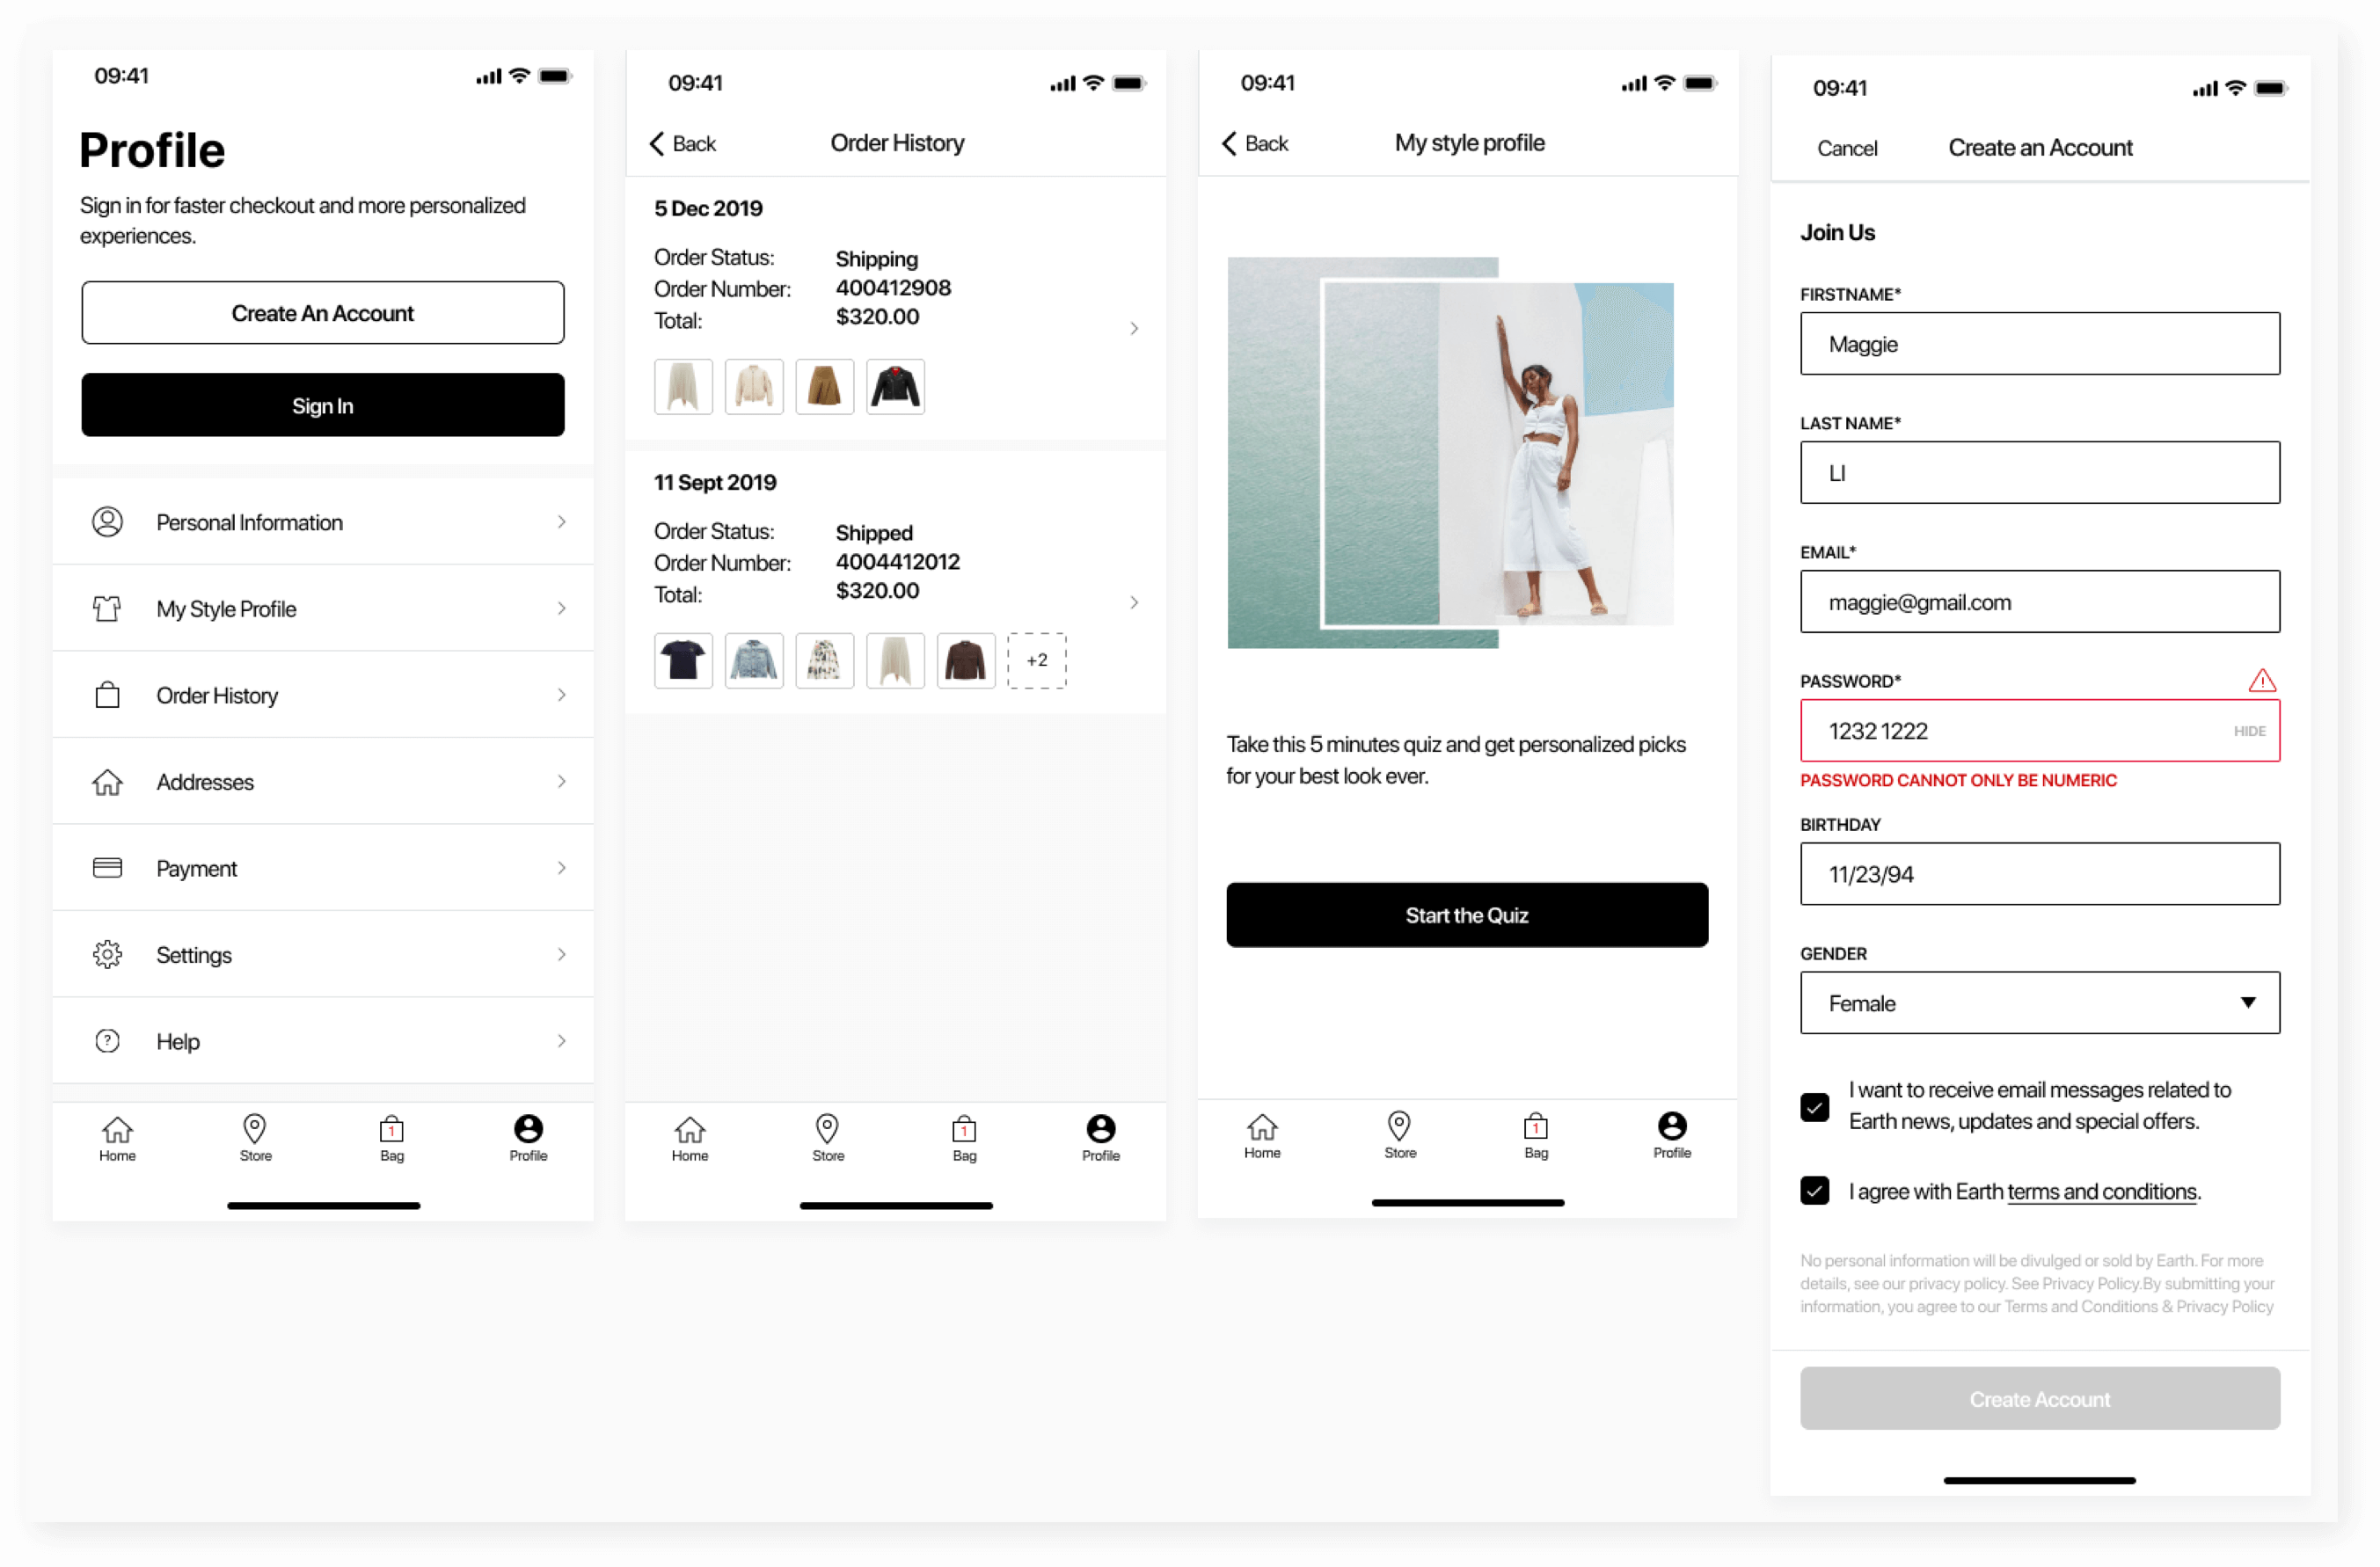 09:41
Profile
Sign in for faster checkout and more personalized
experiences.
Create An Account
Sign In
Personal Information
My Style Profile
Order History
Addresses
Payment
Settings
Help
Home
Store
1
Bag
Profile
09:41
Back
Order History
5 Dec 2019
Order Status: Shipping
Order Number: 400412908
Total: $320.00
11 Sept 2019
Order Status: Shipped
Order Number: 4004412012
Total: $320.00
+2
Home
Store
1
Bag
Profile
09:41
Back
My style profile
Take this 5 minutes quiz and get personalized picks
for your best look ever.
Start the Quiz
Home
Store
1
Bag
Profile
09:41
Cancel
Create an Account
Join Us
FIRSTNAME*
Maggie
LAST NAME*
LI
EMAIL*
maggie@gmail.com
PASSWORD*
1232 1222
HIDE
PASSWORD CANNOT ONLY BE NUMERIC
BIRTHDAY
11/23/94
GENDER
Female
I want to receive email messages related to
Earth news, updates and special offers.
I agree with Earth terms and conditions.
No personal information will be divulged or sold by Earth. For more
details, see our privacy policy. See Privacy Policy.By submitting your
information, you agree to our Terms and Conditions & Privacy Policy
Create Account